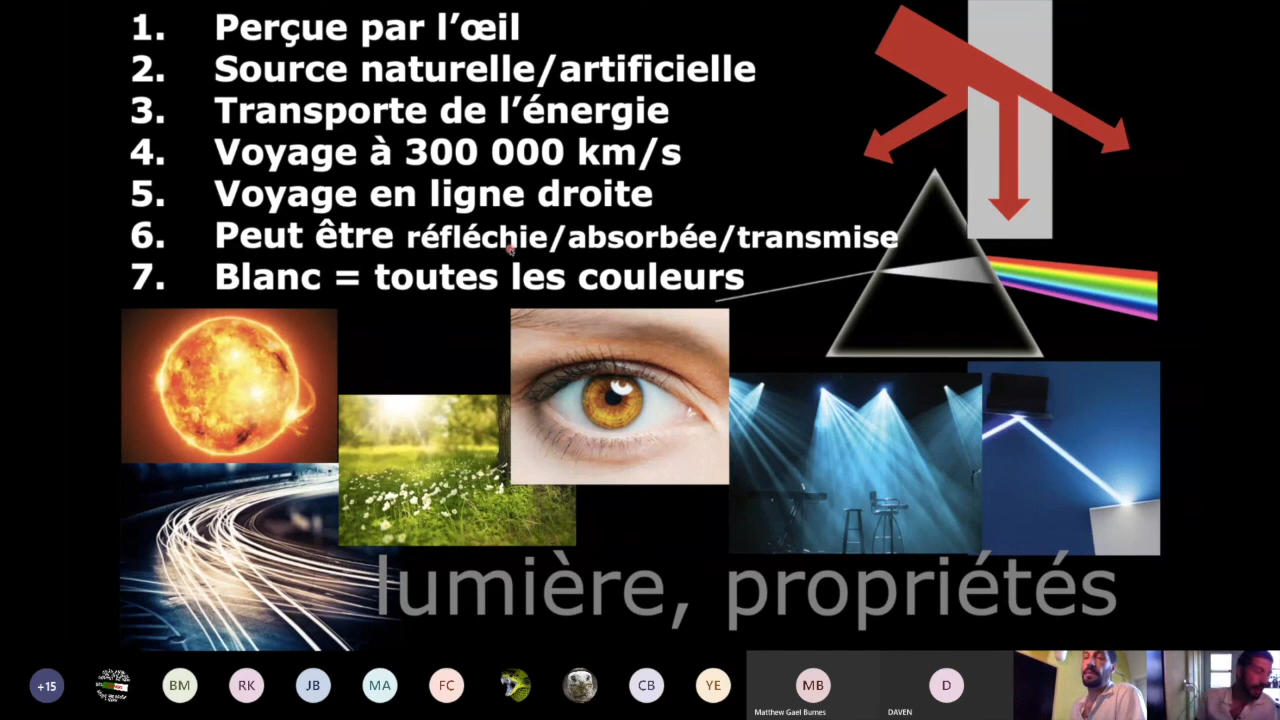 1. Perçue par l'œil
2. Source naturelle/artificielle
3. Transporte de l'énergie
4. Voyage à 300 000 km/s
5. Voyage en ligne droite
6. Peut être réfléchie/absorbée/transmise
7. Blanc = toutes les couleurs
lumière, propriétés
+15 BM RK JB MA FC CB YE MB D
Matthew Gael Burnes DAVEN